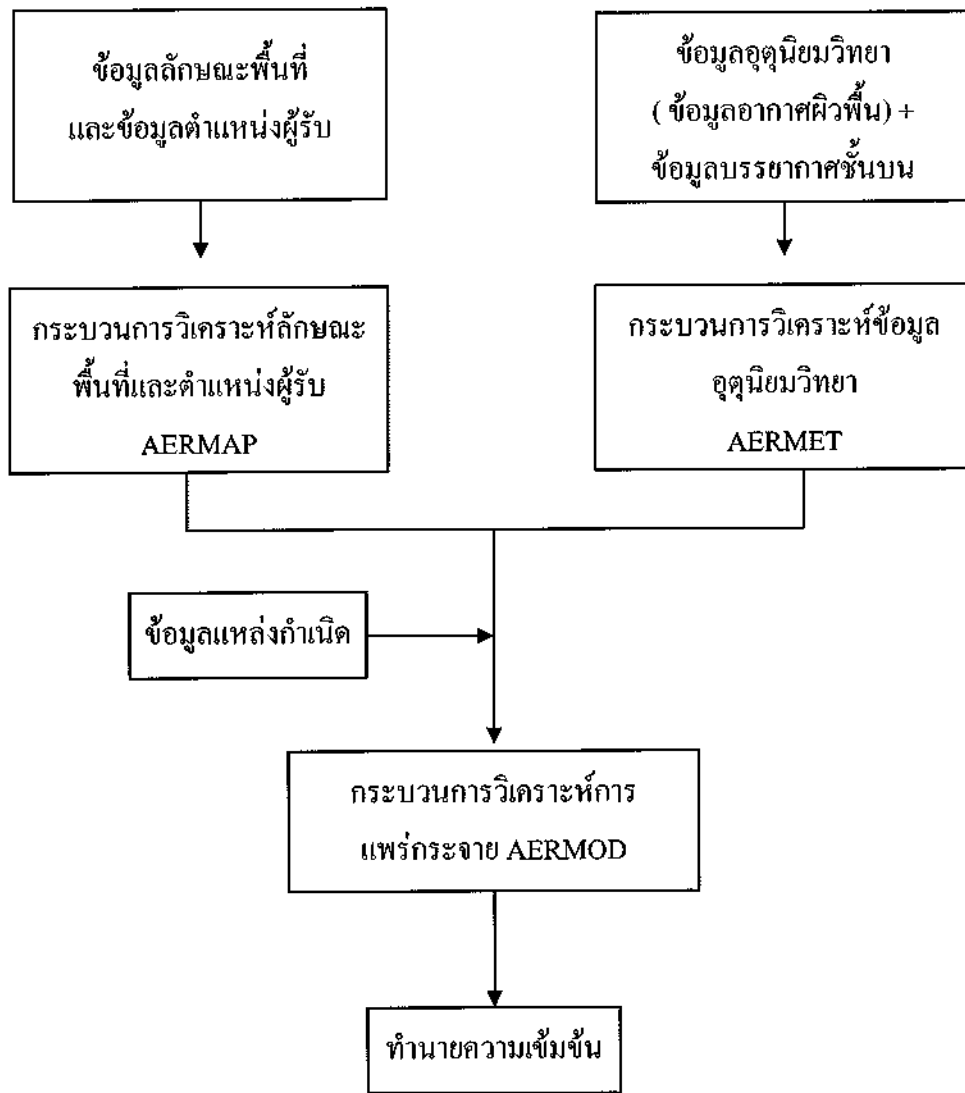 ข้อมูลลักษณะพื้นที่
และข้อมูลตำแหน่งผู้รับ
ข้อมูลอุตุนิยมวิทยา
( ข้อมูลอากาศผิวพื้น) +
ข้อมูลบรรยากาศชั้นบน
กระบวนการวิเคราะห์ลักษณะ
พื้นที่และตำแหน่งผู้รับ
AERMAP
กระบวนการวิเคราะห์ข้อมูล
อุตุนิยมวิทยา
AERMET
ข้อมูลแหล่งกำเนิด
กระบวนการวิเคราะห์การ
แพร่กระจาย AERMOD
ทำนายความเข้มข้น